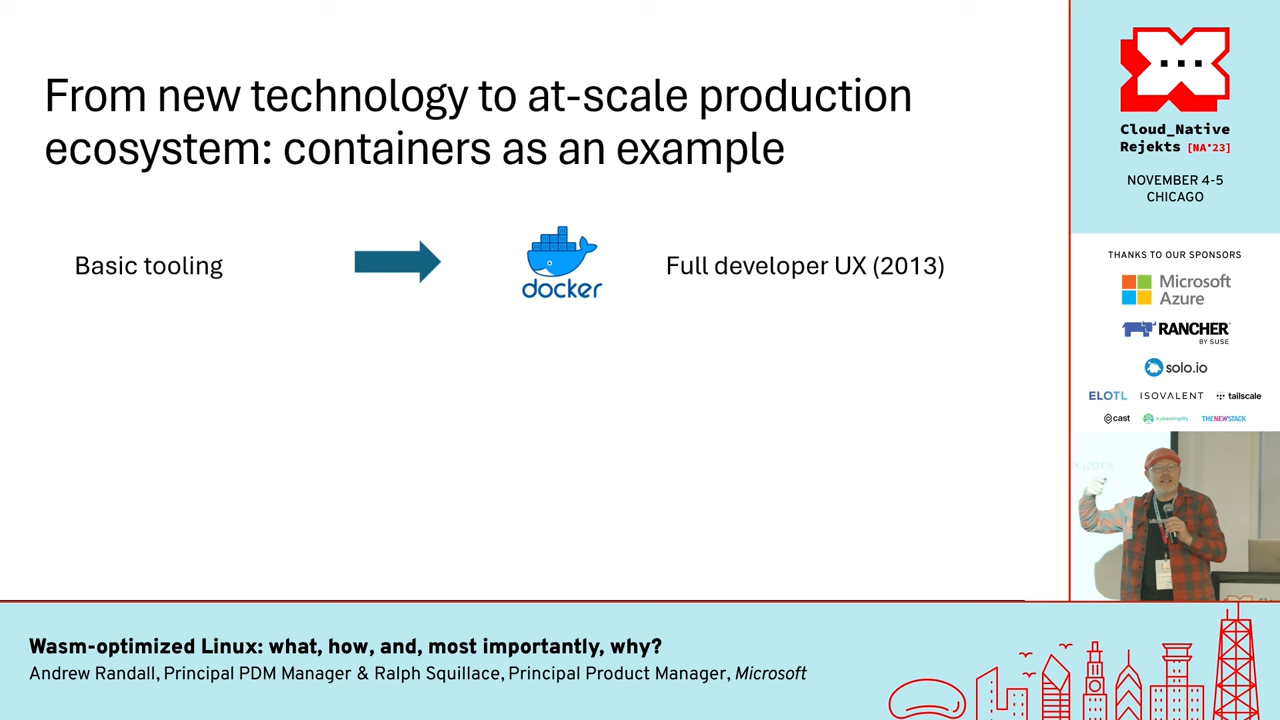 From new technology to at-scale production
ecosystem: containers as an example
Basic tooling
docker
Full developer UX (2013)
Cloud_Native
Rejekts [NA'23]
NOVEMBER 4-5
CHICAGO
THANKS TO OUR SPONSORS
Microsoft
Azure
RANCHER
BY SUSE
solo.io
ELOTL
ISOVALENT
tailscale
cast
kubesimplify
THENEWSTACK
Wasm-optimized Linux: what, how, and, most importantly, why?
Andrew Randall, Principal PDM Manager & Ralph Squillace, Principal Product Manager, Microsoft